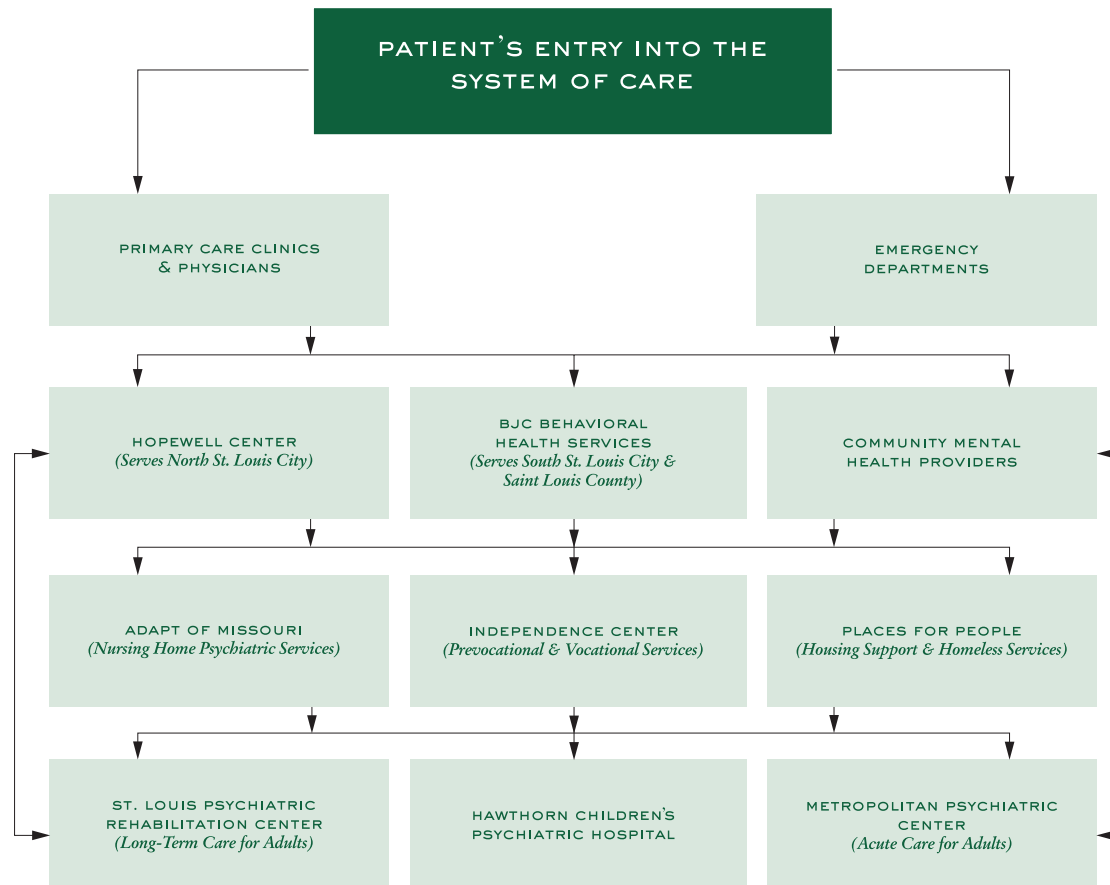 PATIENT'S ENTRY INTO THE
SYSTEM OF CARE
PRIMARY CARE CLINICS
& PHYSICIANS
EMERGENCY
DEPARTMENTS
HOPEWELL CENTER
(Serves North St. Louis City)
BJC BEHAVIORAL
HEALTH SERVICES
(Serves South St. Louis City &
Saint Louis County)
COMMUNITY MENTAL
HEALTH PROVIDERS
ADAPT OF MISSOURI
(Nursing Home Psychiatric Services)
INDEPENDENCE CENTER
(Prevocational & Vocational Services)
PLACES FOR PEOPLE
(Housing Support & Homeless Services)
ST. LOUIS PSYCHIATRIC
REHABILITATION CENTER
(Long-Term Care for Adults)
HAWTHORN CHILDREN'S
PSYCHIATRIC HOSPITAL
METROPOLITAN PSYCHIATRIC
CENTER
(Acute Care for Adults)